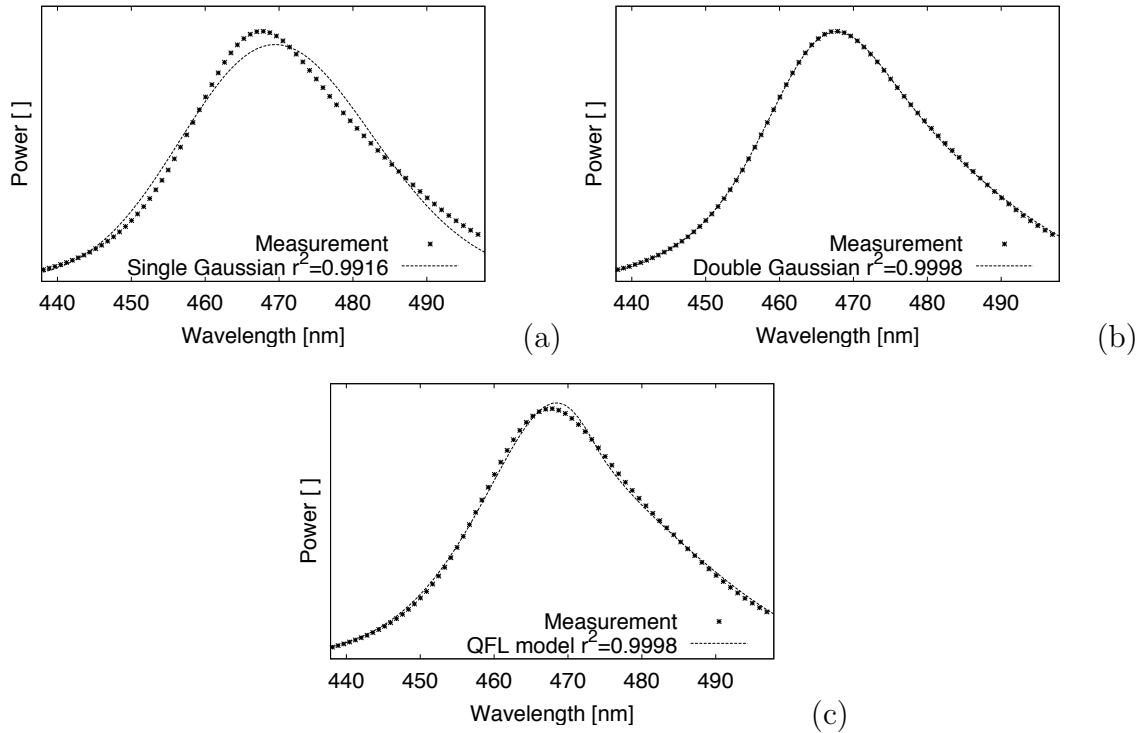 Power [ ]
Measurement
Single Gaussian r²=0.9916
440 450 460 470 480 490
Wavelength [nm]
(a)
Power [ ]
Measurement
Double Gaussian r²=0.9998
440 450 460 470 480 490
Wavelength [nm]
(b)
Power [ ]
Measurement
QFL model r²=0.9998
440 450 460 470 480 490
Wavelength [nm]
(c)